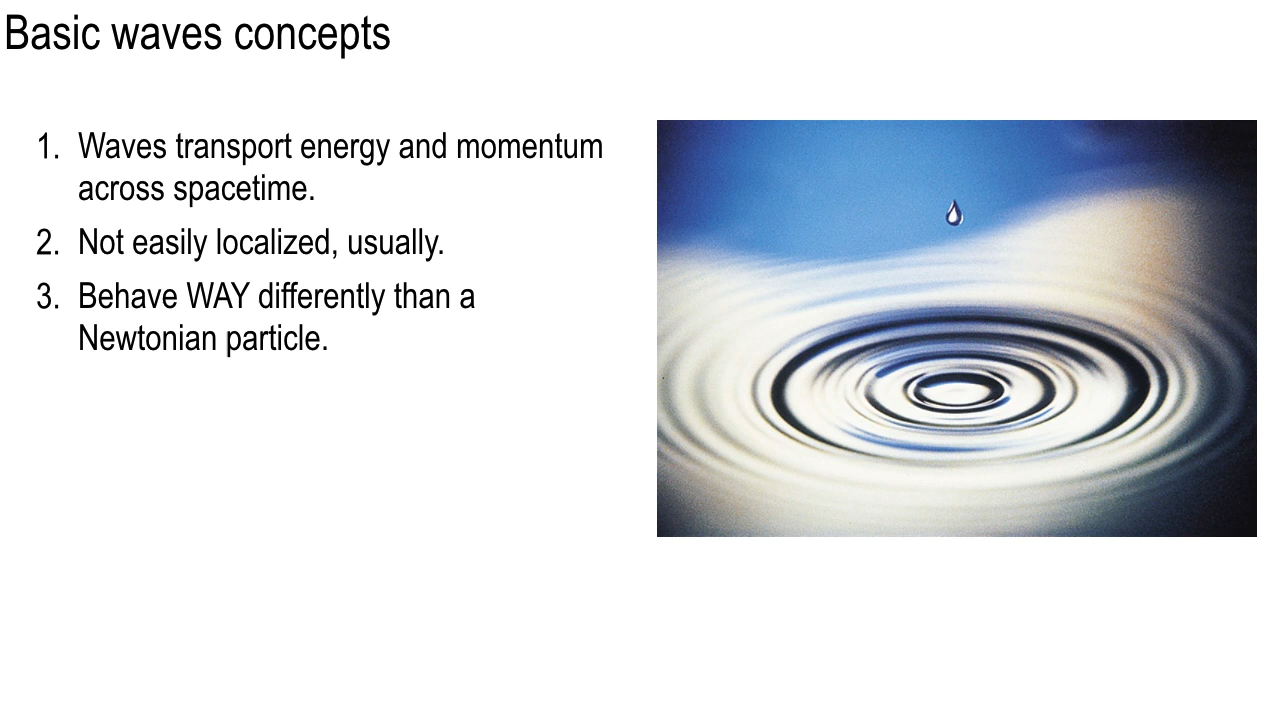 Basic waves concepts
1. Waves transport energy and momentum
across spacetime.
2. Not easily localized, usually.
3. Behave WAY differently than a
Newtonian particle.